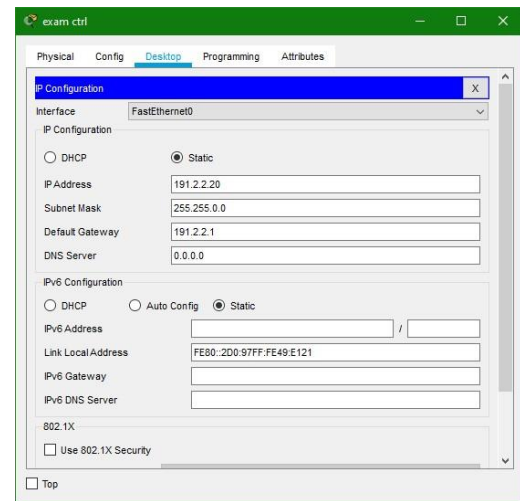 exam ctrl
Physical Config Desktop Programming Attributes
IP Configuration X
Interface FastEthernet0
IP Configuration
DHCP Static
IP Address 191.2.2.20
Subnet Mask 255.255.0.0
Default Gateway 191.2.2.1
DNS Server 0.0.0.0
IPv6 Configuration
DHCP Auto Config Static
IPv6 Address /
Link Local Address FE80::2D0:97FF:FE49:E121
IPv6 Gateway
IPv6 DNS Server
802.1X
Use 802.1X Security
Top